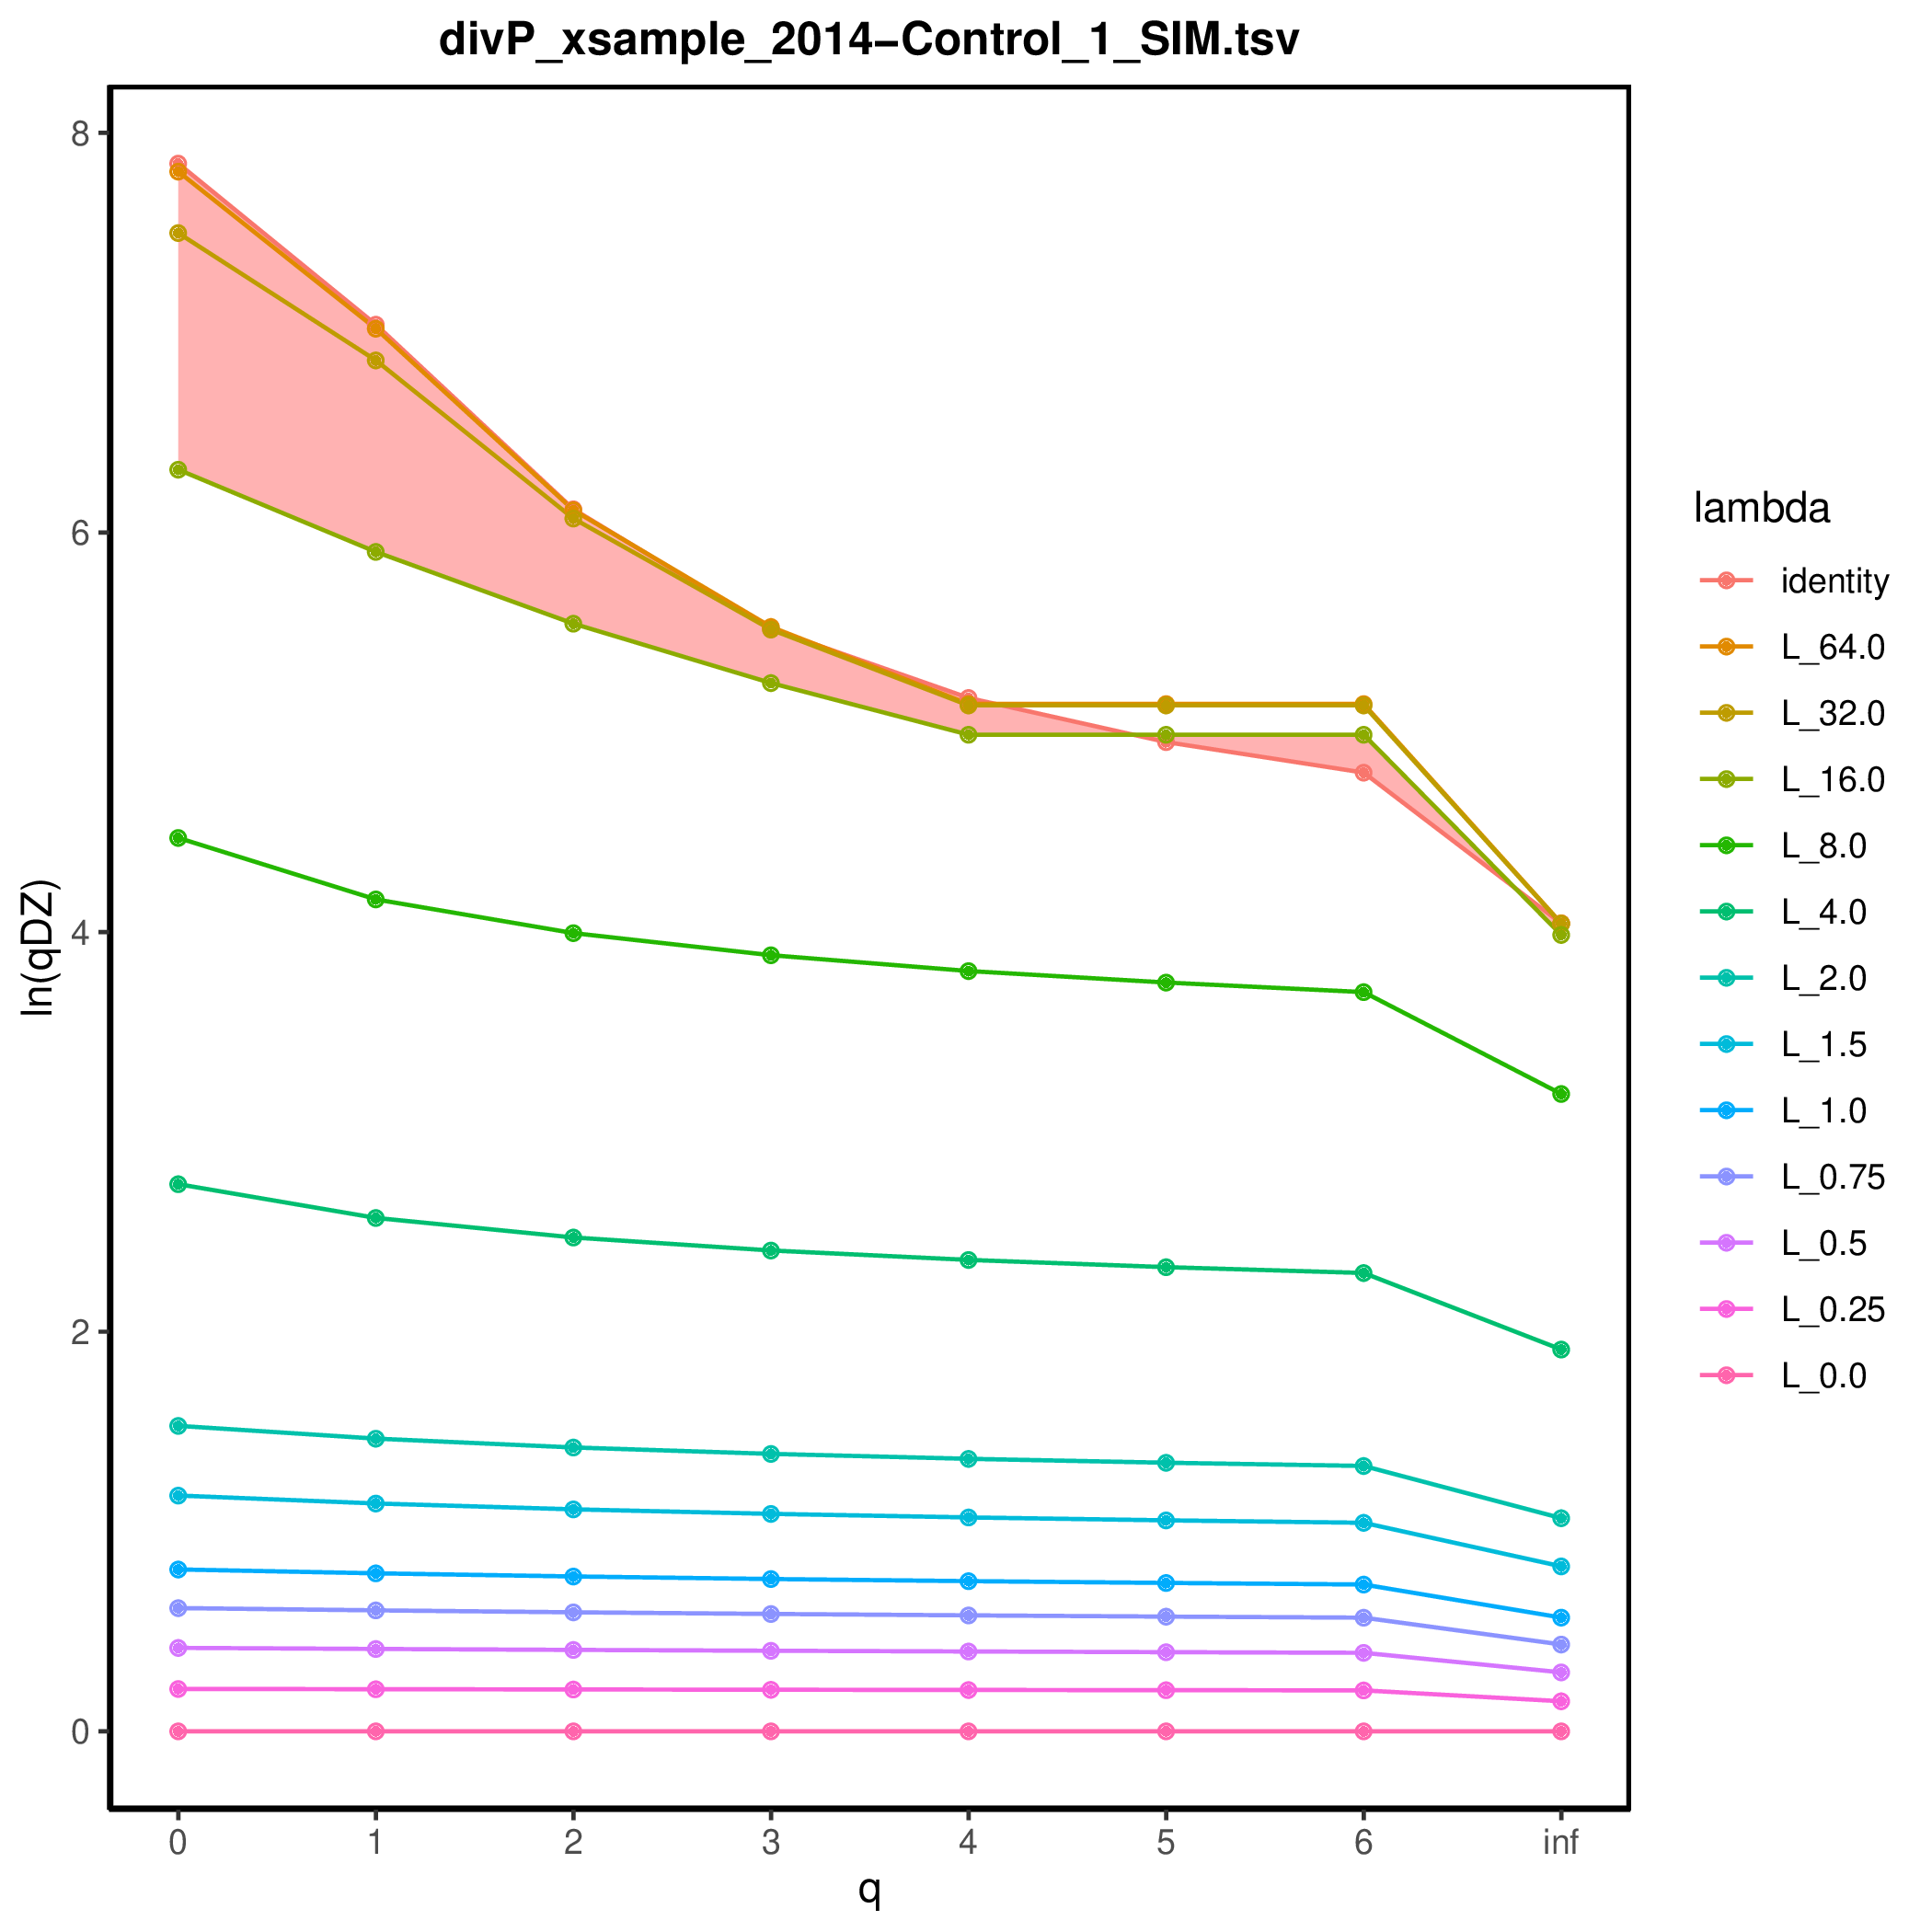 divP_xsample_2014−Control_1_SIM.tsv
8
6
4
2
0
ln(qDZ)
0 1 2 3 4 5 6 inf
q
lambda
identity
L_64.0
L_32.0
L_16.0
L_8.0
L_4.0
L_2.0
L_1.5
L_1.0
L_0.75
L_0.5
L_0.25
L_0.0